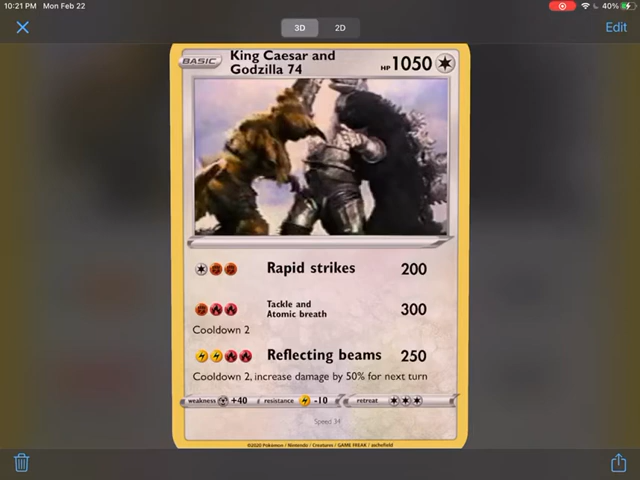 10:21 PM Mon Feb 22 40%
3D 2D Edit
BASIC King Caesar and
Godzilla 74 HP 1050
Rapid strikes 200
Tackle and
Atomic breath 300
Cooldown 2
Reflecting beams 250
Cooldown 2, increase damage by 50% for next turn
weakness +40 resistance -10 retreat
Speed 34
©2020 Pokémon / Nintendo / Creatures / GAME FREAK /